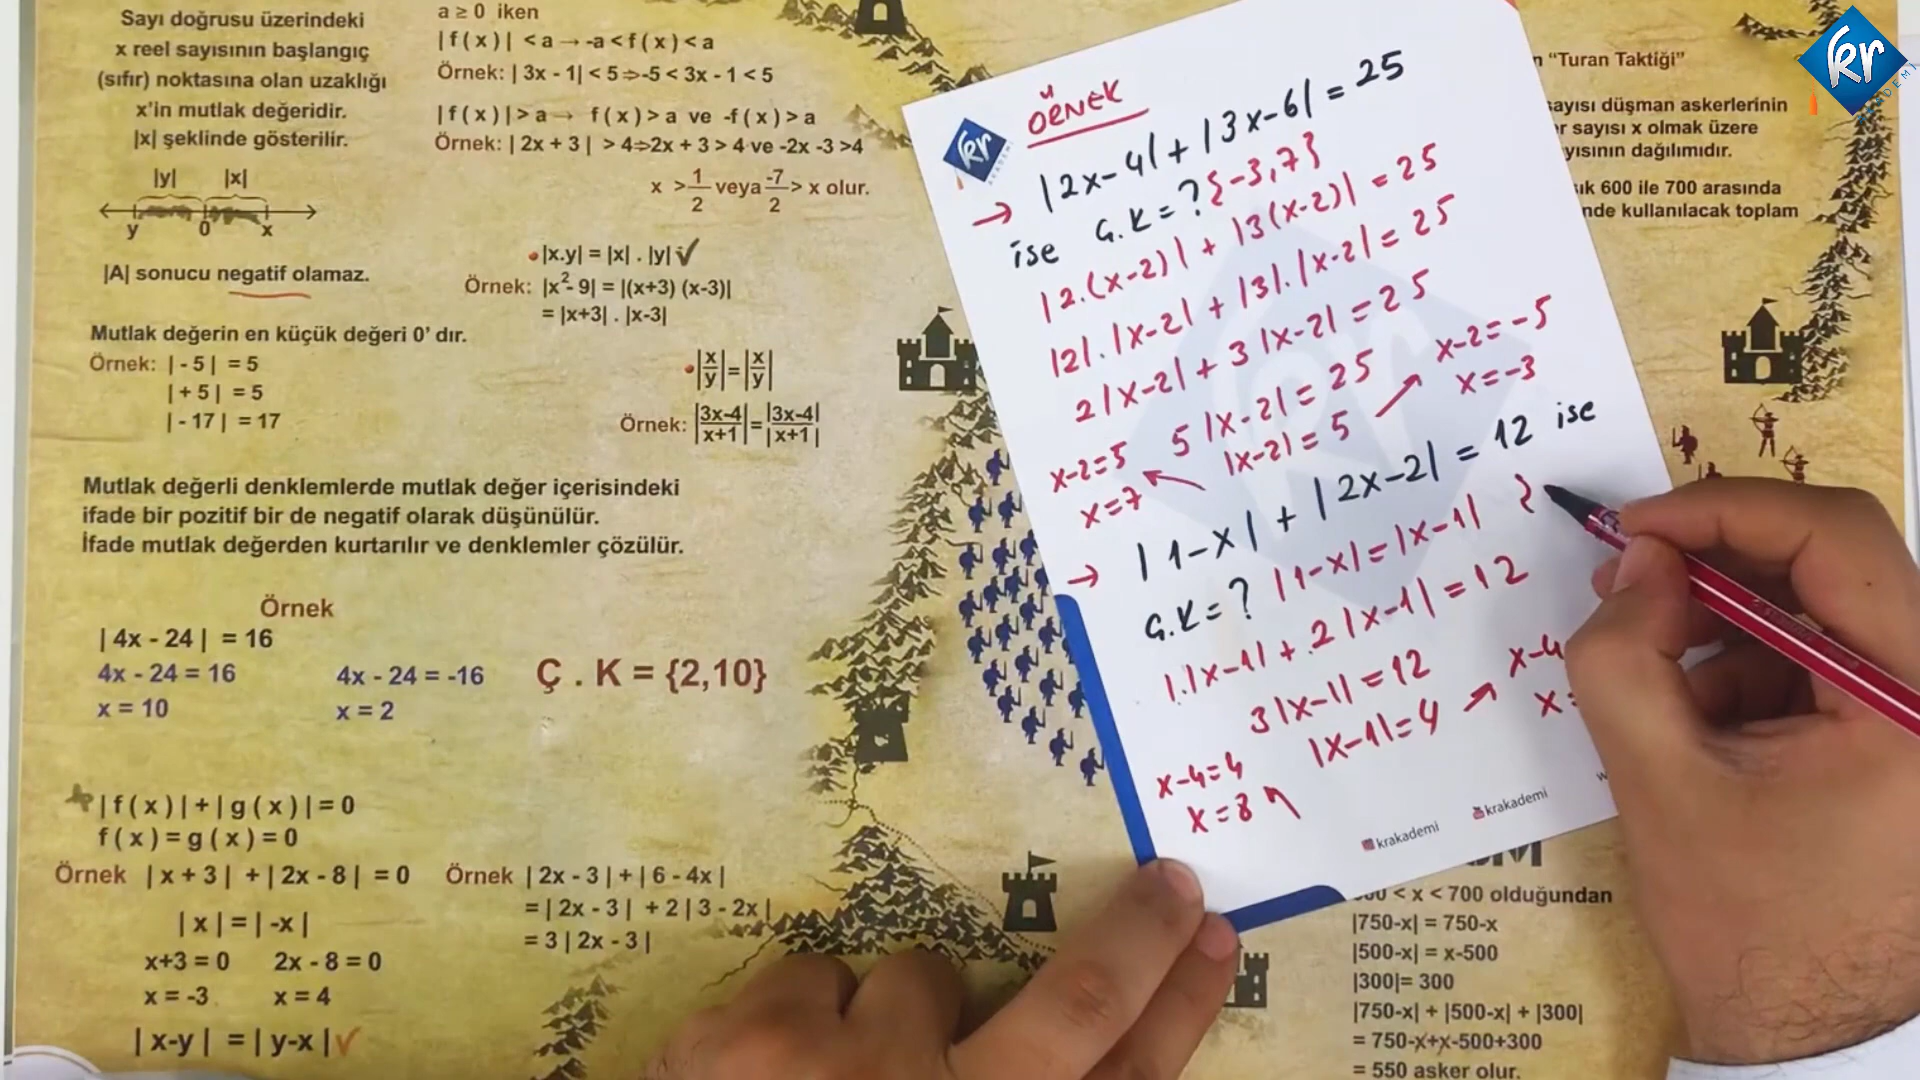 Sayı doğrusu üzerindeki
x reel sayısının başlangıç
(sıfır) noktasına olan uzaklığı
x'in mutlak değeridir.
|x| şeklinde gösterilir.
|y| |x|
y 0 x
|A| sonucu negatif olamaz.
Mutlak değerin en küçük değeri 0' dır.
Örnek: | - 5 | = 5
| + 5 | = 5
| - 17 | = 17
a ≥ 0 iken
| f ( x ) | < a → -a < f ( x ) < a
Örnek: | 3x - 1| < 5 ⇒ -5 < 3x - 1 < 5
| f ( x ) | > a → f ( x ) > a ve -f ( x ) > a
Örnek: | 2x + 3 | > 4 ⇒ 2x + 3 > 4 ve -2x -3 >4
x > 1/2 veya -7/2 > x olur.
• |x.y| = |x| . |y| ✓
Örnek: |x² - 9| = |(x+3) (x-3)|
= |x+3| . |x-3|
• |x/y| = |x|/|y|
Örnek: |3x-4/x+1| = |3x-4|/|x+1|
Mutlak değerli denklemlerde mutlak değer içerisindeki
ifade bir pozitif bir de negatif olarak düşünülür.
İfade mutlak değerden kurtarılır ve denklemler çözülür.
Örnek
| 4x - 24 | = 16
4x - 24 = 16 4x - 24 = -16 Ç . K = {2,10}
x = 10 x = 2
| f ( x ) | + | g ( x ) | = 0
f ( x ) = g ( x ) = 0
Örnek | x + 3 | + | 2x - 8 | = 0
| x | = | -x |
x+3 = 0 2x - 8 = 0
x = -3 x = 4
| x-y | = | y-x | ✓
Örnek | 2x - 3 | + | 6 - 4x |
= | 2x - 3 | + 2 | 3 - 2x |
= 3 | 2x - 3 |
kr
ÖRNEK
→ |2x-4| + |3x-6| = 25
ise Ç.K = ? {-3,7}
|2.(x-2)| + |3(x-2)| = 25
|2|.|x-2| + |3|.|x-2| = 25
2|x-2| + 3|x-2| = 25
5|x-2| = 25
|x-2| = 5
x-2 = -5
x = -3
x-2 = 5
x = 7
→ |1-x| + |2x-2| = 12 ise
Ç.K = ? |1-x| = |x-1| {
1.|x-1| + 2|x-1| = 12
3|x-1| = 12
|x-1| = 4
x-4
x =
x-4 = 4
x = 8
krakademi
krakademi
kr
"Turan Taktiği"
sayısı düşman askerlerinin
r sayısı x olmak üzere
yısının dağılımıdır.
ık 600 ile 700 arasında
nde kullanılacak toplam
< x < 700 olduğundan
|750-x| = 750-x
|500-x| = x-500
|300|= 300
|750-x| + |500-x| + |300|
= 750-x+x-500+300
= 550 asker olur.